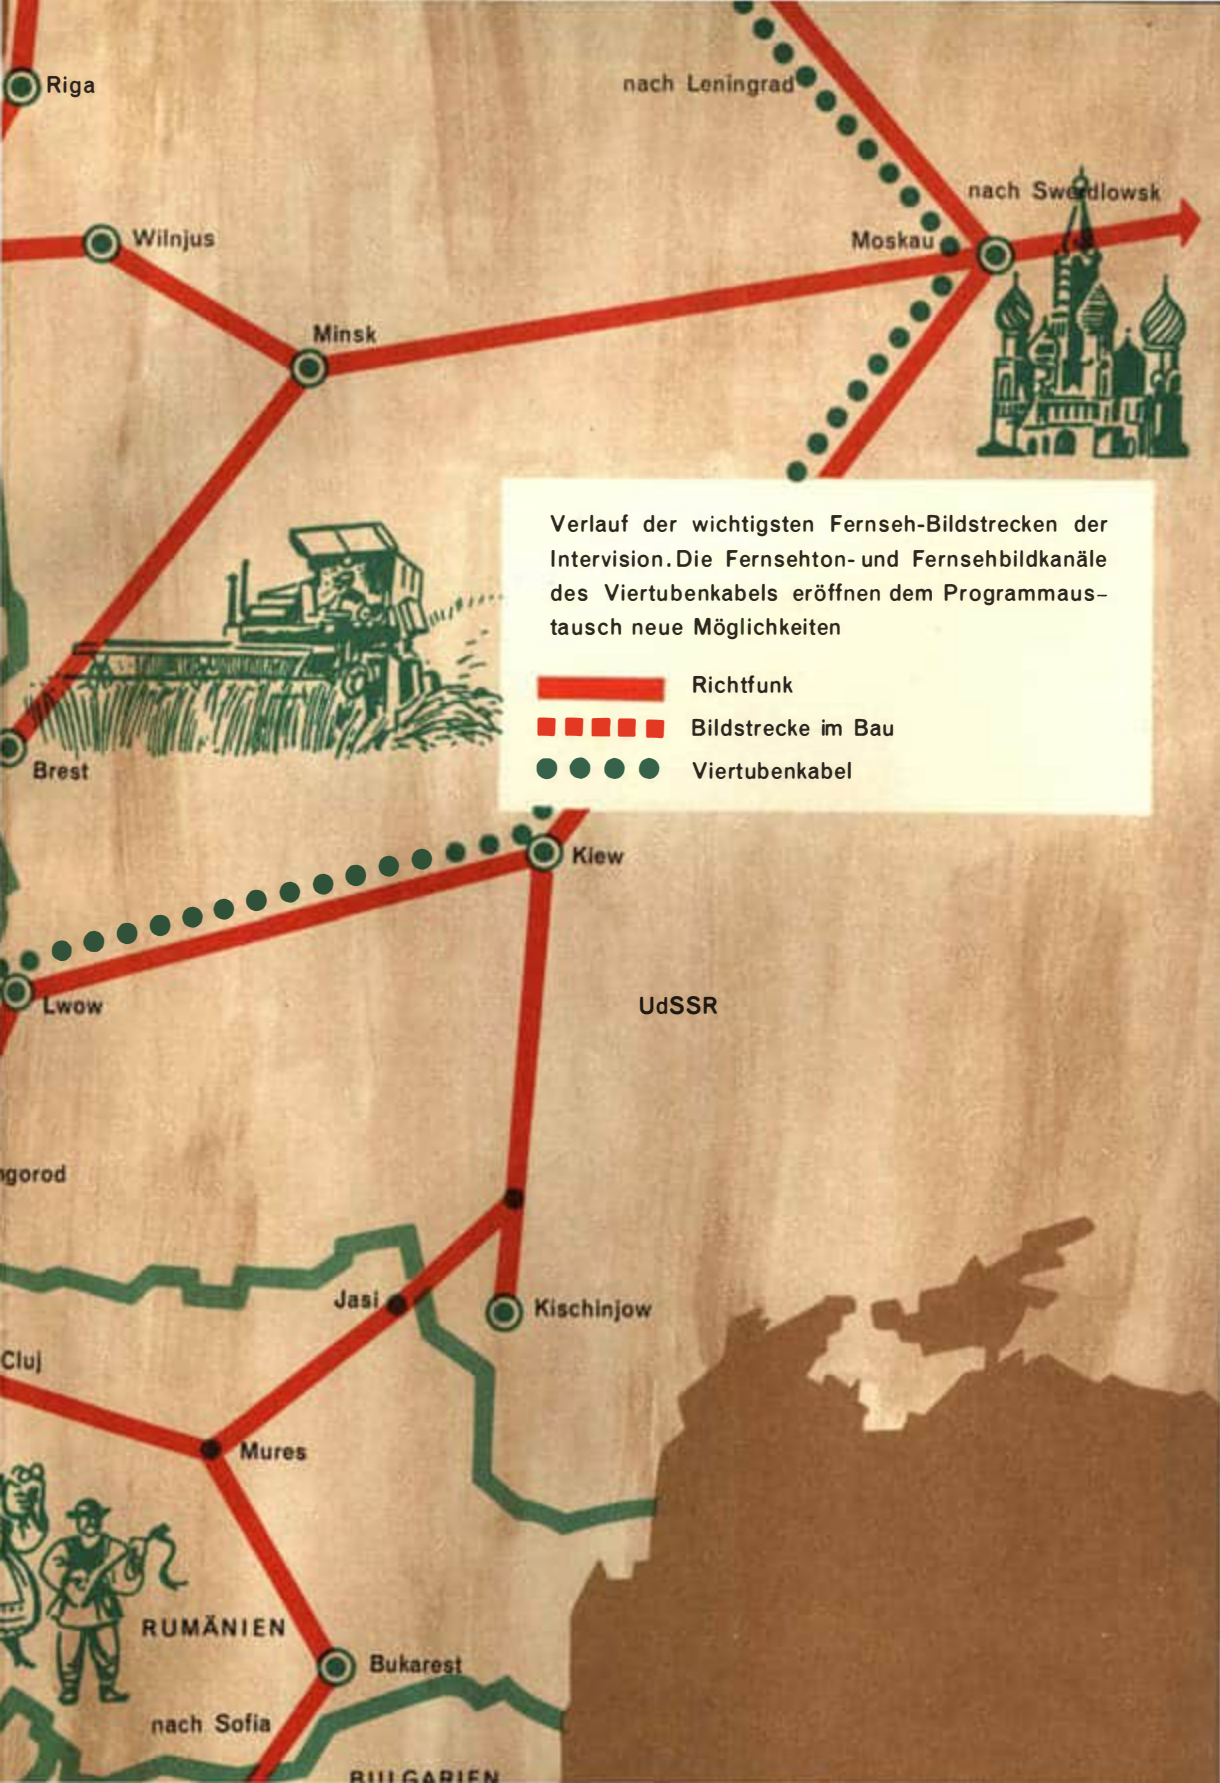 Riga
nach Leningrad
nach Swerdlowsk
Wilnjus
Moskau
Minsk
Verlauf der wichtigsten Fernseh-Bildstrecken der
Intervision. Die Fernsehton- und Fernsehbildkanäle
des Viertubenkabels eröffnen dem Programmaus-
tausch neue Möglichkeiten
Richtfunk
Bildstrecke im Bau
Viertubenkabel
Brest
Kiew
Lwow
UdSSR
gorod
Jasi
Kischinjow
Cluj
Mures
RUMÄNIEN
Bukarest
nach Sofia
BULGARIEN